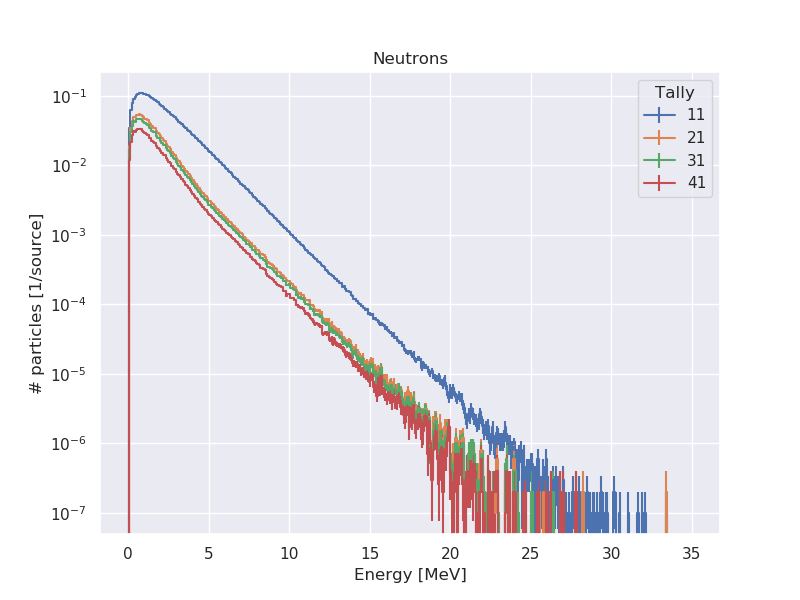 Neutrons
Tally
11
21
31
41
10⁻¹
10⁻²
10⁻³
10⁻⁴
10⁻⁵
10⁻⁶
10⁻⁷
# particles [1/source]
0 5 10 15 20 25 30 35
Energy [MeV]